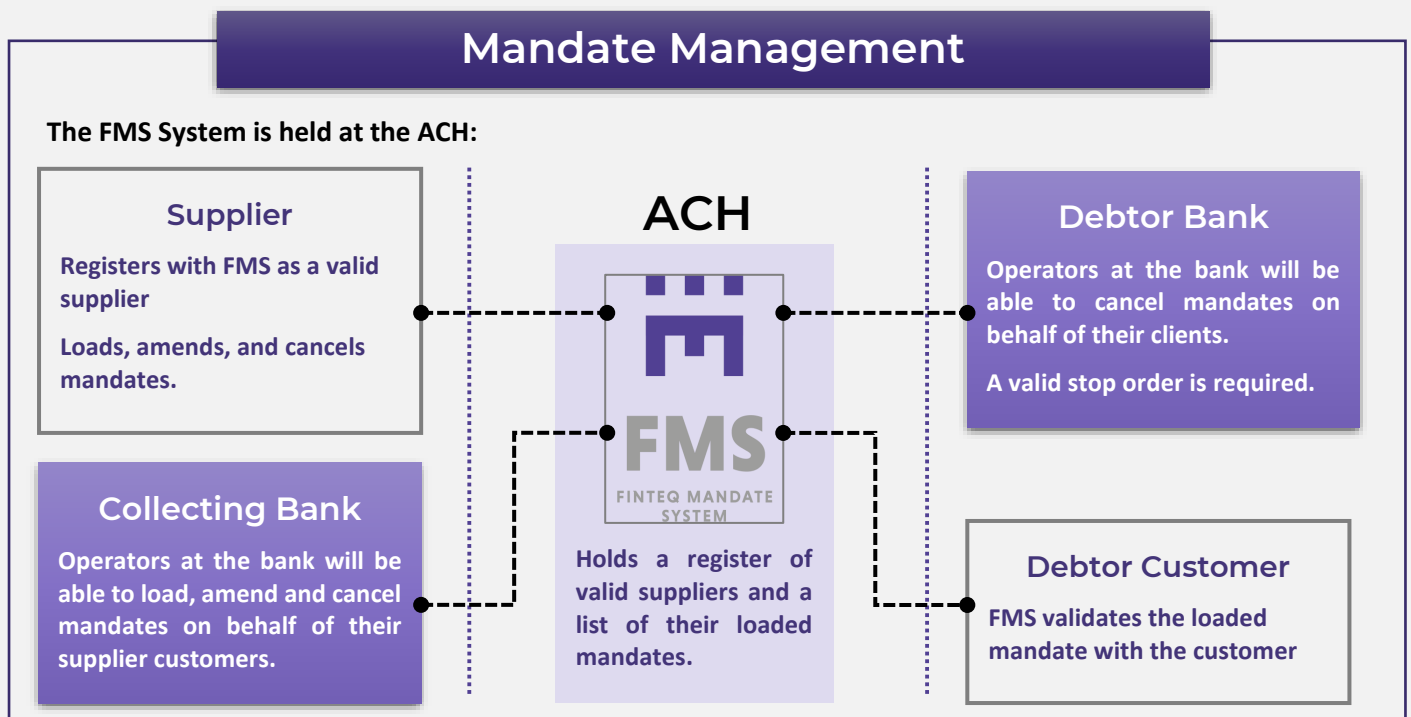 Mandate Management
The FMS System is held at the ACH:
Supplier
Registers with FMS as a valid
supplier
Loads, amends, and cancels
mandates.
Collecting Bank
Operators at the bank will be
able to load, amend and cancel
mandates on behalf of their
supplier customers.
ACH
FMS
FINTEQ MANDATE
SYSTEM
Holds a register of
valid suppliers and a
list of their loaded
mandates.
Debtor Bank
Operators at the bank will be
able to cancel mandates on
behalf of their clients.
A valid stop order is required.
Debtor Customer
FMS validates the loaded
mandate with the customer